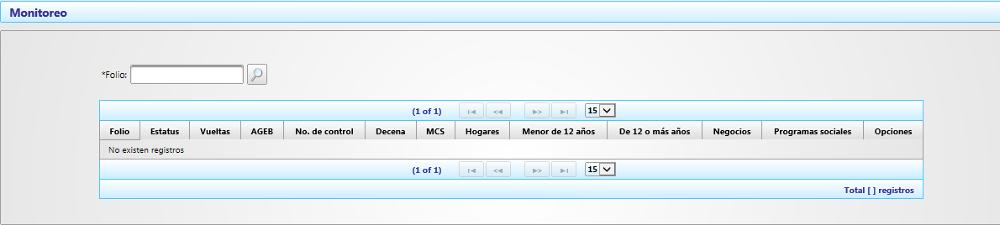 Monitoreo
*Folio:
(1 of 1) 15
Folio Estatus Vueltas AGEB No. de control Decena MCS Hogares Menor de 12 años De 12 o más años Negocios Programas sociales Opciones
No existen registros
(1 of 1) 15
Total [ ] registros